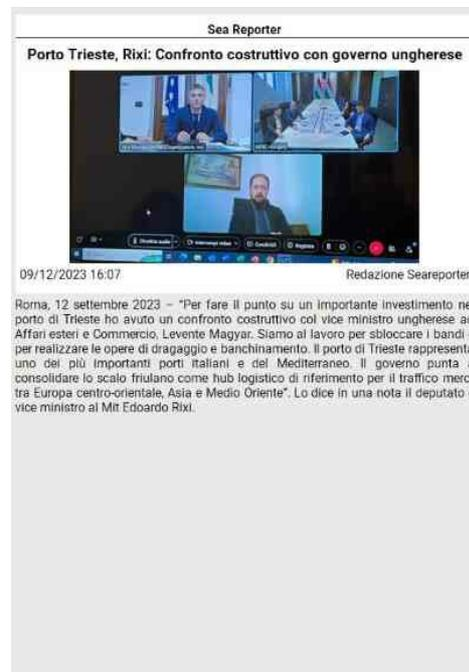 Sea Reporter
Porto Trieste, Rixi: Confronto costruttivo con governo ungherese
09/12/2023 16:07
Redazione Seareporter
Roma, 12 settembre 2023 – "Per fare il punto su un importante investimento ne
porto di Trieste ho avuto un confronto costruttivo col vice ministro ungherese a
Affari esteri e Commercio, Levente Magyar. Siamo al lavoro per sbloccare i bandi
per realizzare le opere di dragaggio e banchinamento. Il porto di Trieste rappresenta
uno dei più importanti porti italiani e del Mediterraneo. Il governo punta a
consolidare lo scalo friulano come hub logistico di riferimento per il traffico merc
tra Europa centro-orientale, Asia e Medio Oriente". Lo dice in una nota il deputato e
vice ministro al Mit Edoardo Rixi.